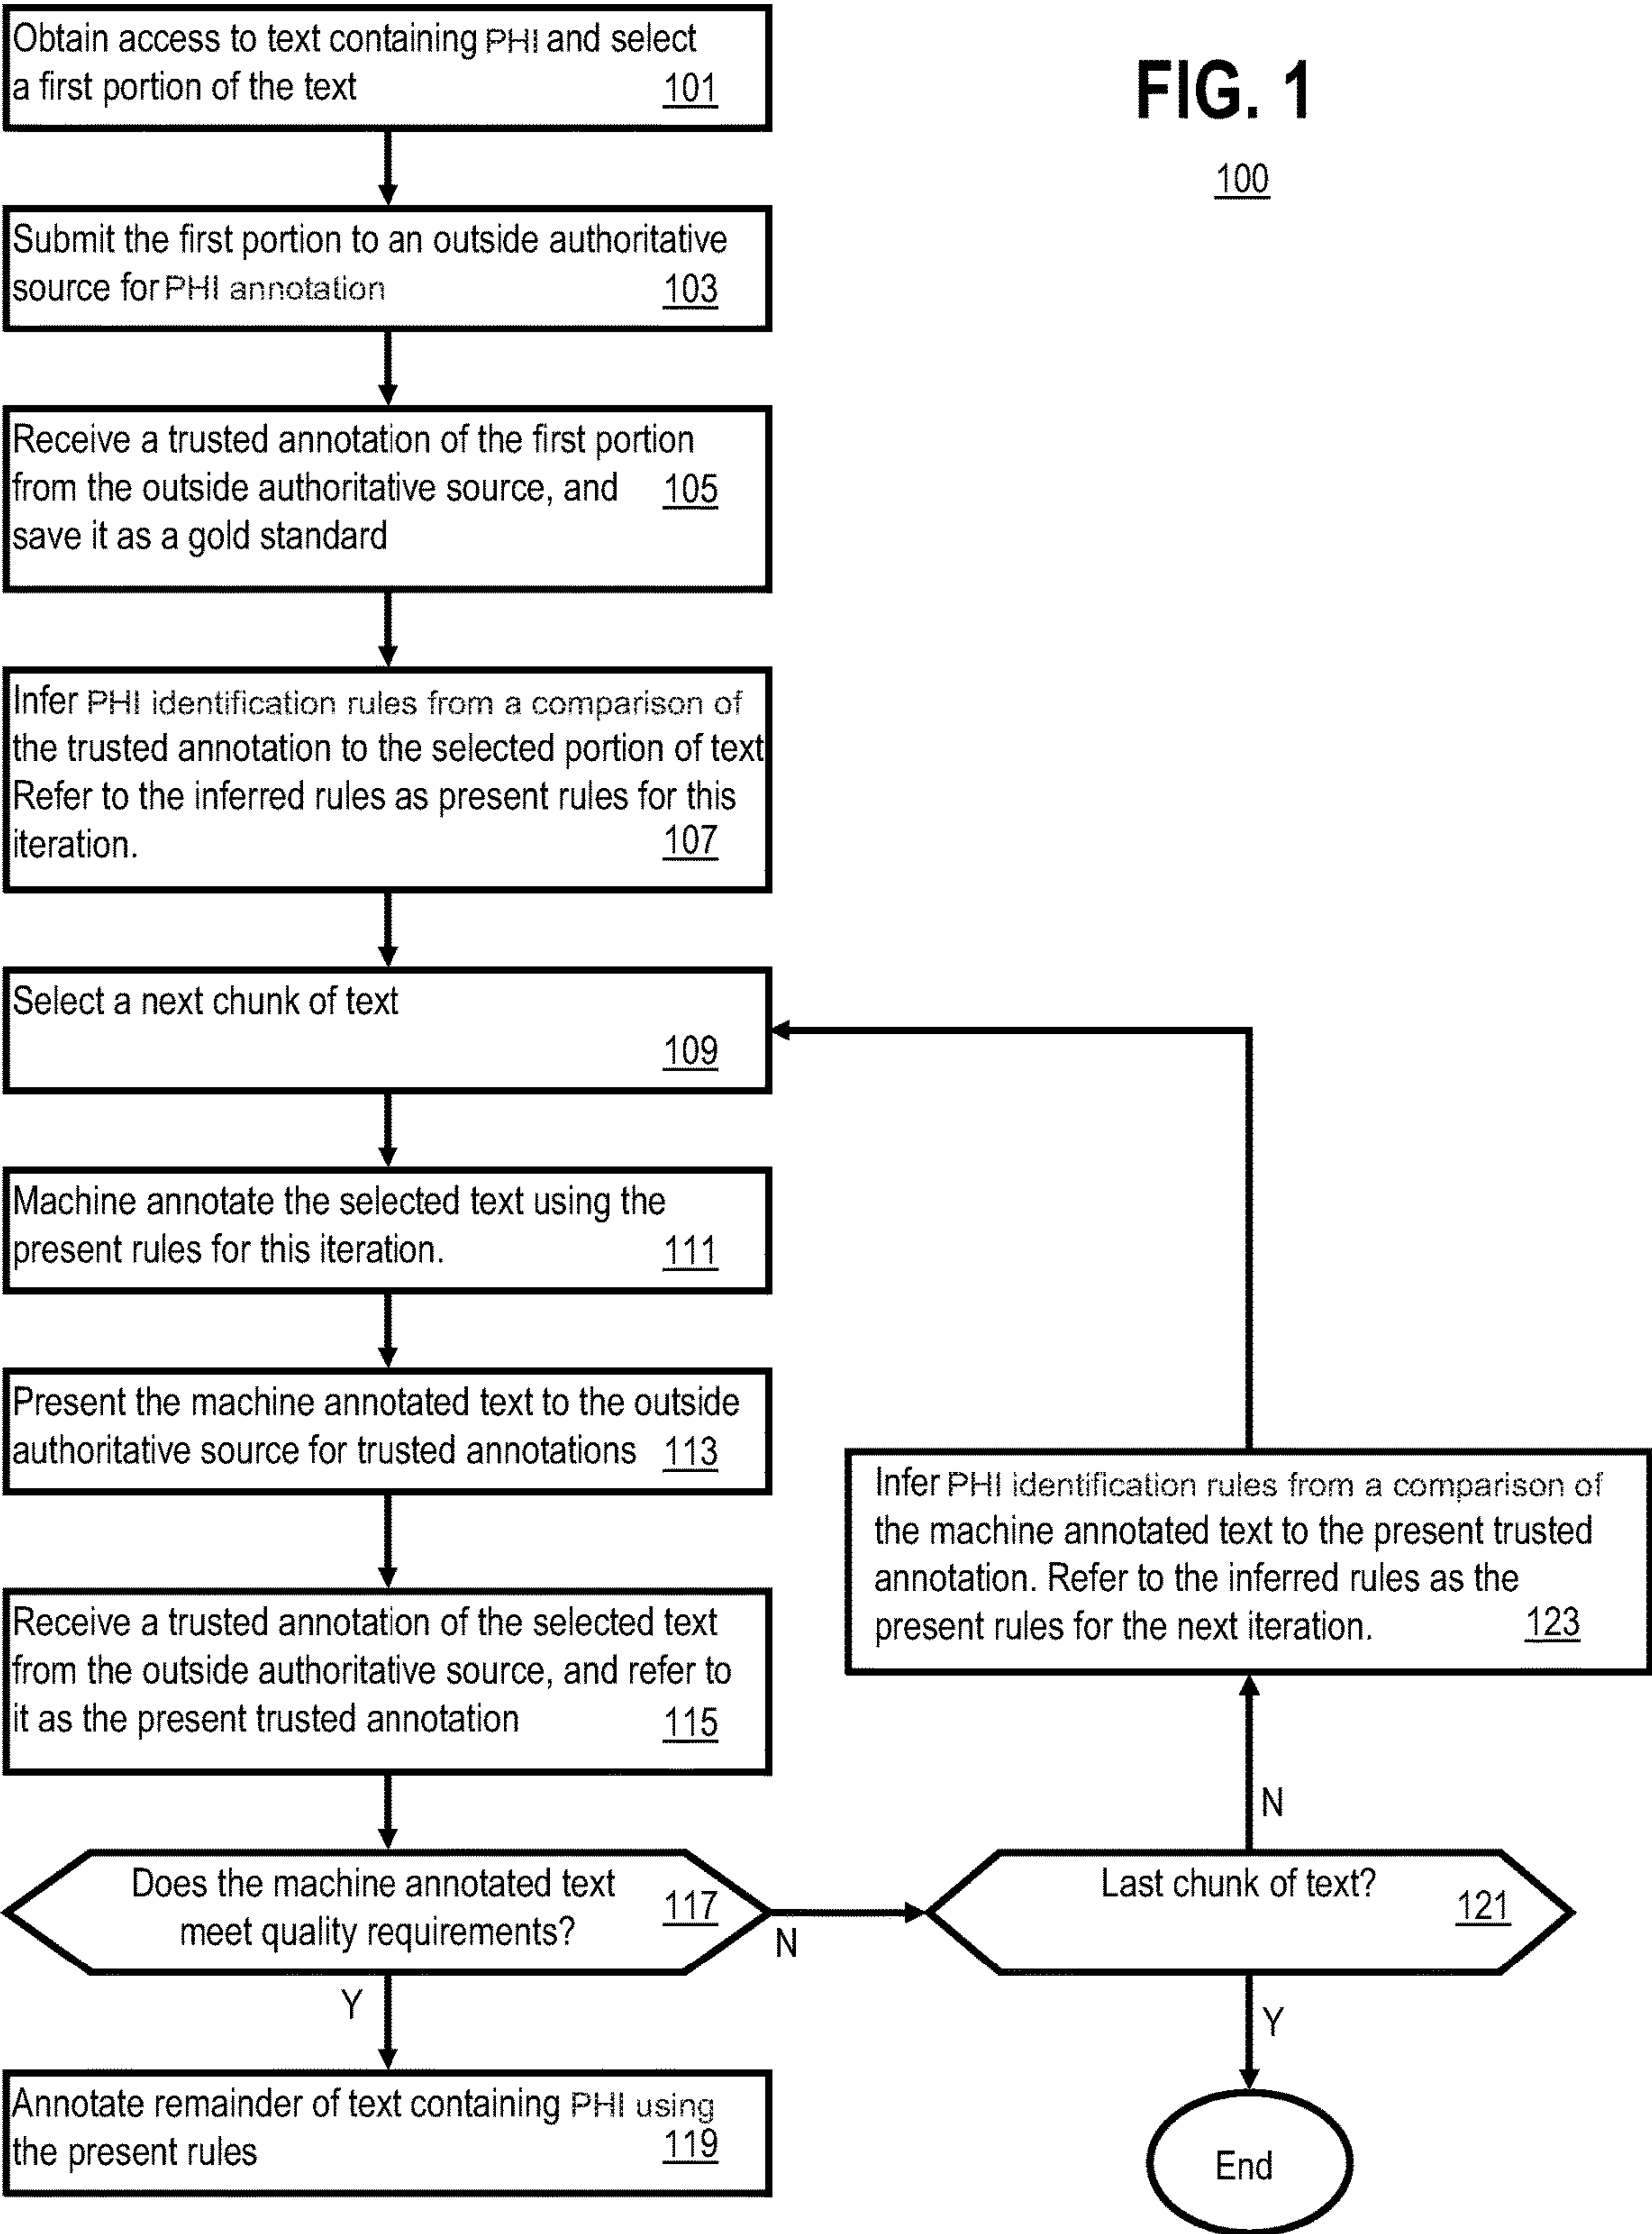 Obtain access to text containing PHI and select
a first portion of the text 101
FIG. 1
100
Submit the first portion to an outside authoritative
source for PHI annotation 103
Receive a trusted annotation of the first portion
from the outside authoritative source, and 105
save it as a gold standard
Infer PHI identification rules from a comparison of
the trusted annotation to the selected portion of text
Refer to the inferred rules as present rules for this
iteration. 107
Select a next chunk of text
109
Machine annotate the selected text using the
present rules for this iteration. 111
Present the machine annotated text to the outside
authoritative source for trusted annotations 113
Receive a trusted annotation of the selected text
from the outside authoritative source, and refer to
it as the present trusted annotation 115
Infer PHI identification rules from a comparison of
the machine annotated text to the present trusted
annotation. Refer to the inferred rules as the
present rules for the next iteration. 123
N
Does the machine annotated text
meet quality requirements? 117
N
Last chunk of text?
121
Y
Y
Annotate remainder of text containing PHI using
the present rules 119
End